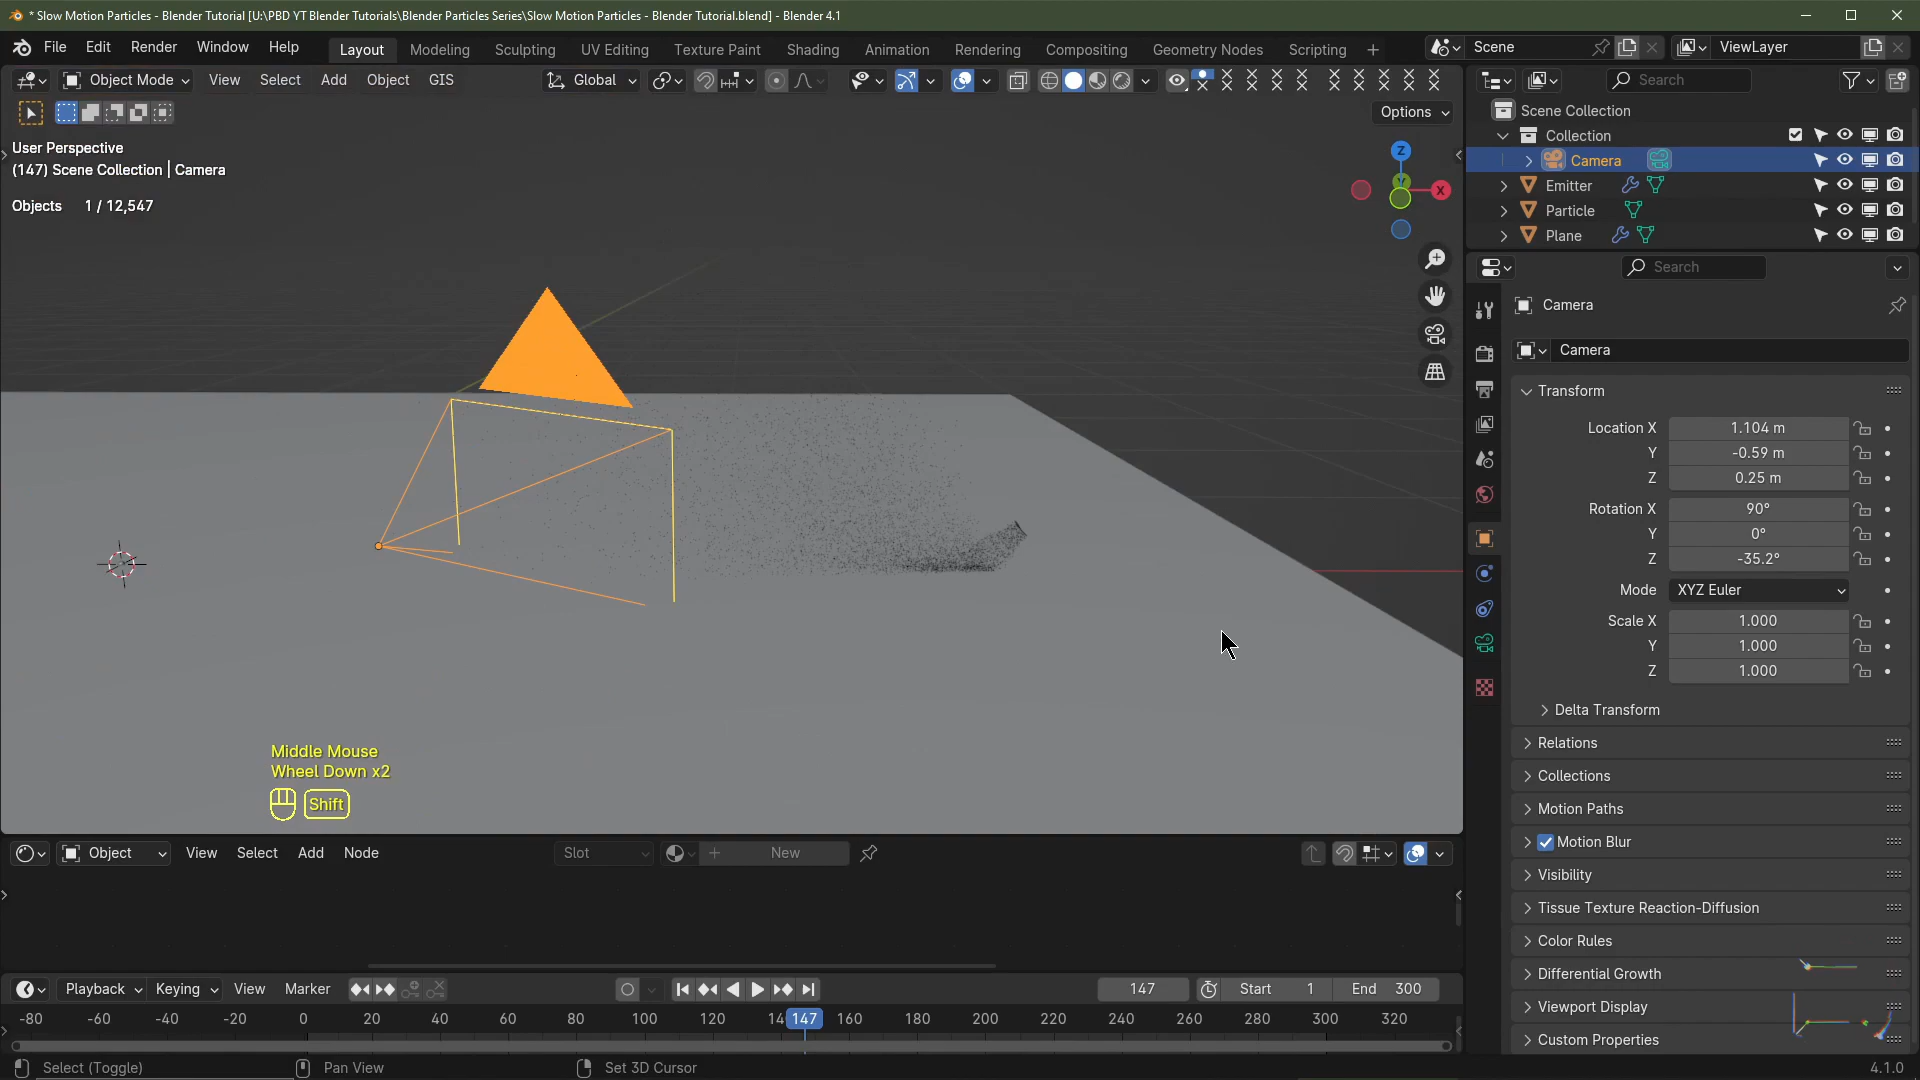 * Slow Motion Particles - Blender Tutorial [U:\PBD YT Blender Tutorials\Blender Particles Series\Slow Motion Particles - Blender Tutorial.blend] - Blender 4.1
File Edit Render Window Help Layout Modeling Sculpting UV Editing Texture Paint Shading Animation Rendering Compositing Geometry Nodes Scripting + Scene ViewLayer
Object Mode View Select Add Object GIS Global Search
Options
User Perspective
(147) Scene Collection | Camera
Objects 1 / 12,547
Z
Y
X
Scene Collection
Collection
Camera
Emitter
Particle
Plane
Search
Camera
Camera
Transform
Location X 1.104 m
Y -0.59 m
Z 0.25 m
Rotation X 90°
Y 0°
Z -35.2°
Mode XYZ Euler
Scale X 1.000
Y 1.000
Z 1.000
Delta Transform
Relations
Collections
Motion Paths
Motion Blur
Visibility
Tissue Texture Reaction-Diffusion
Color Rules
Differential Growth
Viewport Display
Custom Properties
Middle Mouse
Wheel Down x2
Shift
Object View Select Add Node Slot New
Playback Keying View Marker 147 Start 1 End 300
-80 -60 -40 -20 0 20 40 60 80 100 120 14 147 160 180 200 220 240 260 280 300 320
Select (Toggle) Pan View Set 3D Cursor 4.1.0